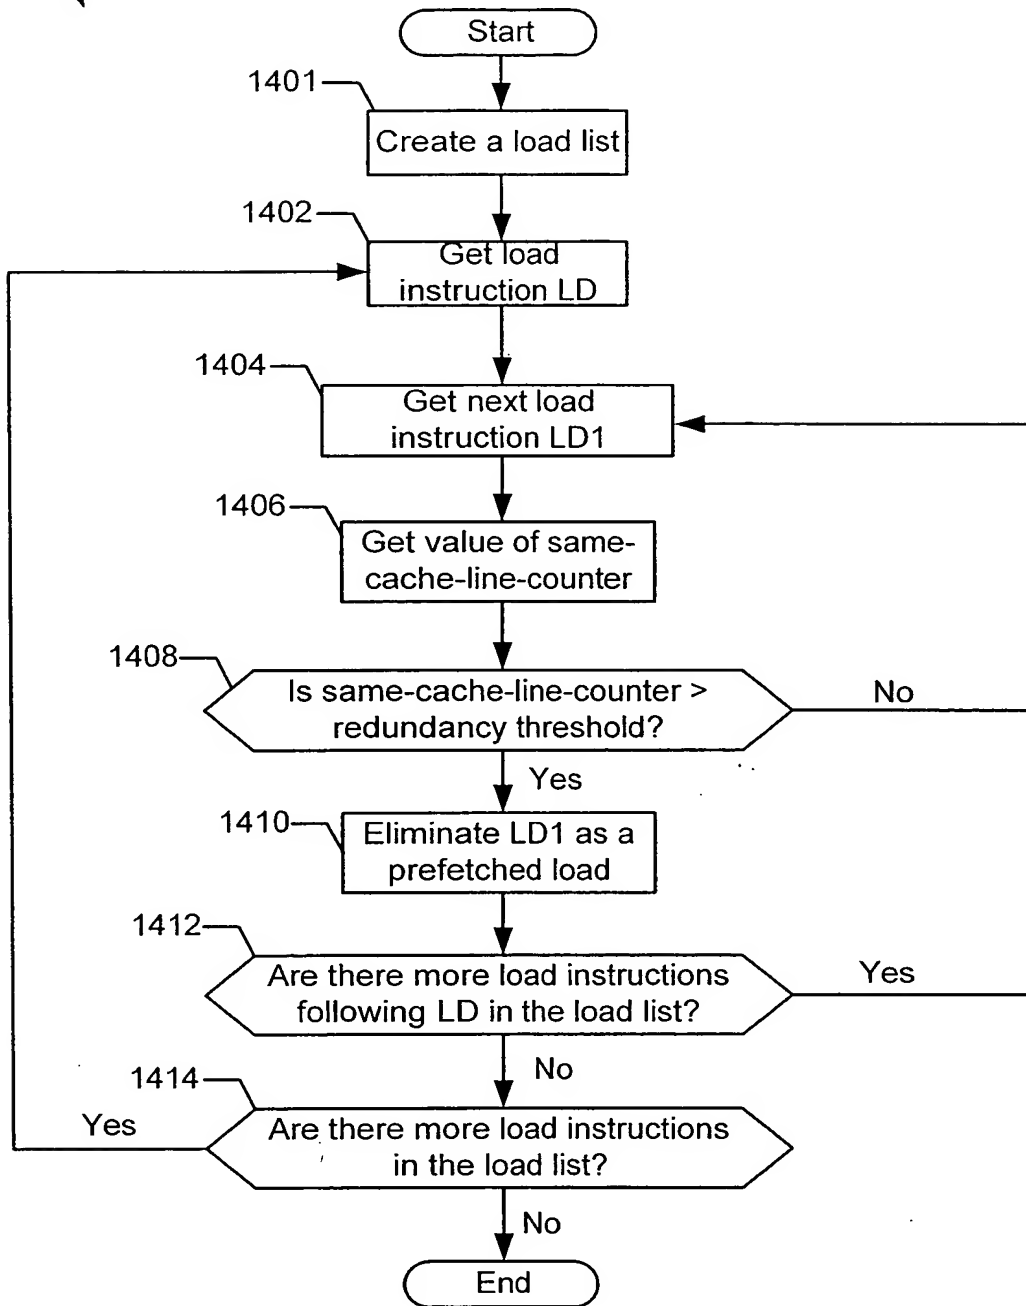 Start
1401
Create a load list
1402
Get load
instruction LD
1404
Get next load
instruction LD1
1406
Get value of same-
cache-line-counter
1408
Is same-cache-line-counter >
redundancy threshold?
No
Yes
1410
Eliminate LD1 as a
prefetched load
1412
Are there more load instructions
following LD in the load list?
Yes
No
1414
Yes
Are there more load instructions
in the load list?
No
End